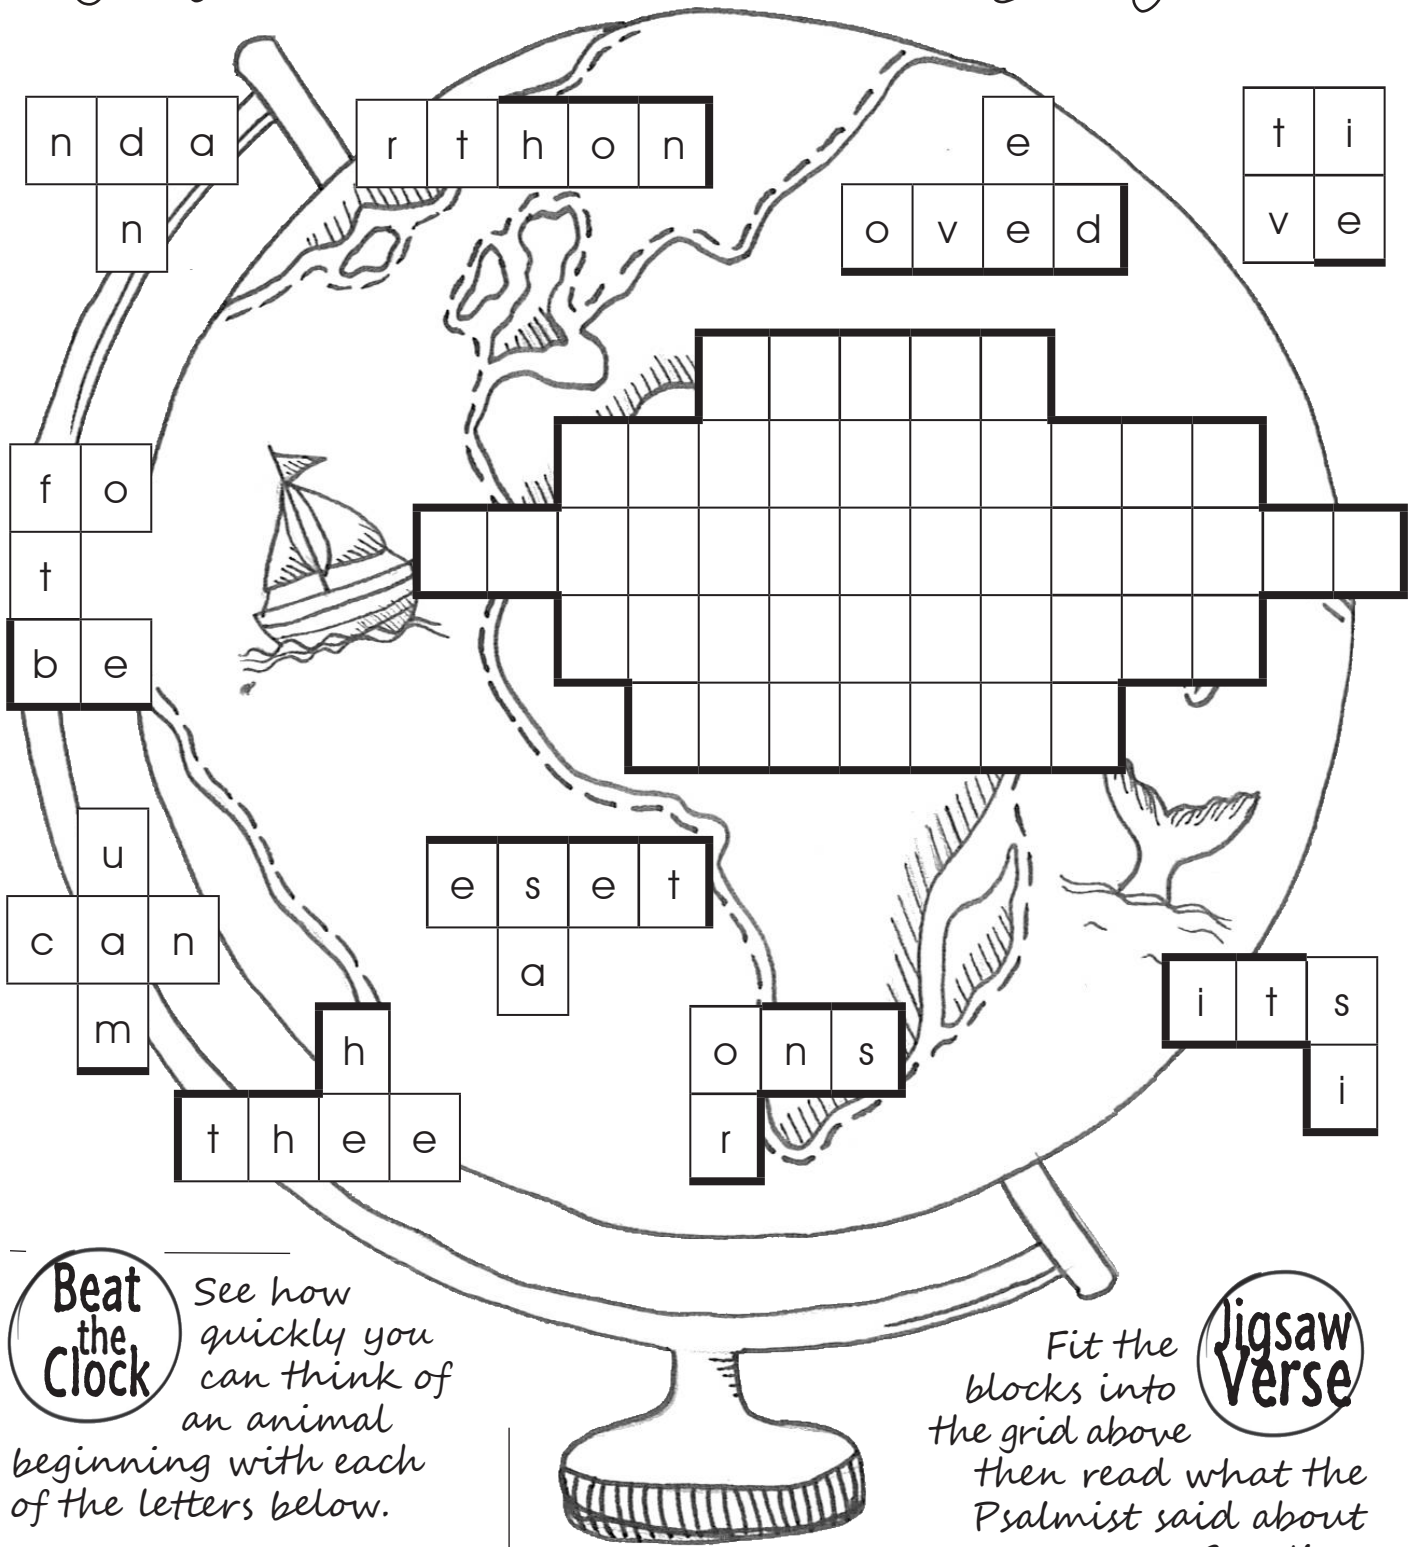 n d a
n
r t h o n
e
o v e d
t i
v e
f o
t
b e
u
c a n
m
e s e t
a
h
t h e e
o n s
r
i t s
i
Beat
the
Clock
See how
quickly you
can think of
an animal
beginning with each
of the letters below.
Jigsaw
Verse
Fit the
blocks into
the grid above
then read what the
Psalmist said about